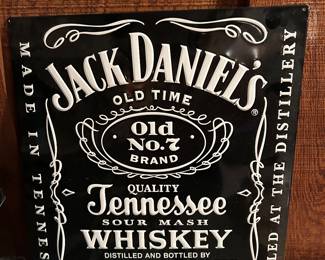 JACK DANIEL'S
OLD TIME
Old
No.7
BRAND
QUALITY
Tennessee
SOUR MASH
WHISKEY
DISTILLED AND BOTTLED BY
MADE IN TENNES
LED AT THE DISTILLERY
®